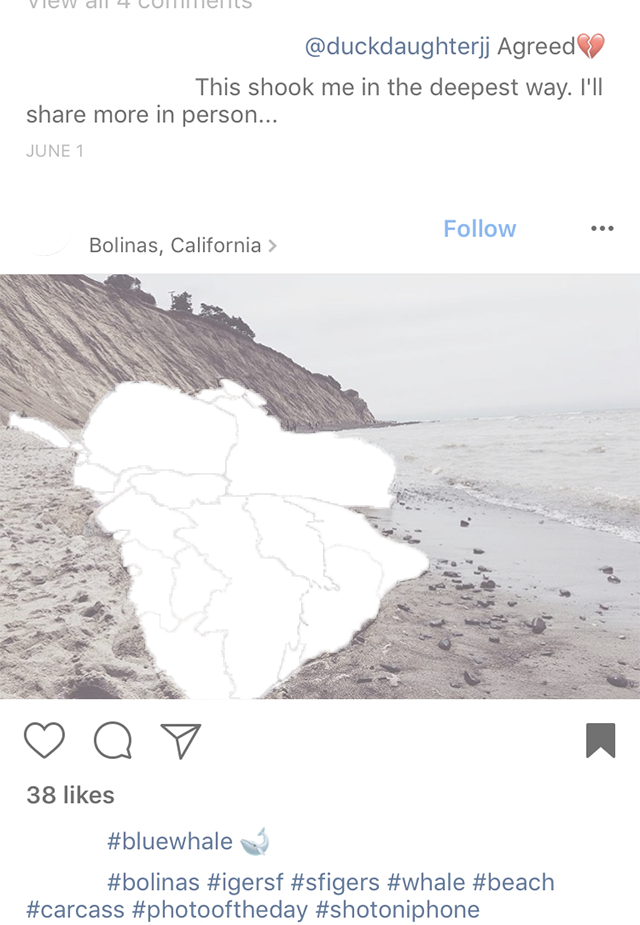 View all 4 comments
@duckdaughterjj Agreed💔
This shook me in the deepest way. I'll
share more in person...
JUNE 1
Follow
Bolinas, California >
38 likes
#bluewhale 🐋
#bolinas #igersf #sfigers #whale #beach
#carcass #photooftheday #shotoniphone